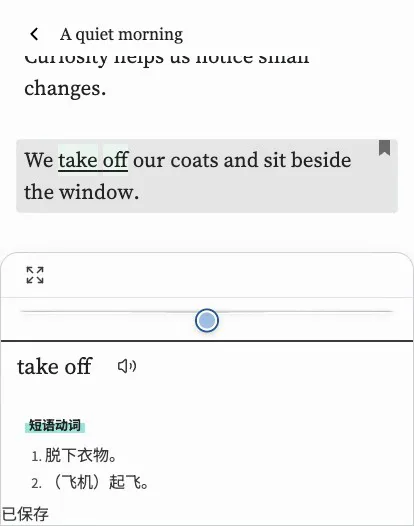 A quiet morning
Curiosity helps us notice small
changes.
We take off our coats and sit beside
the window.
take off
短语动词
1. 脱下衣物。
2. （飞机）起飞。
已保存